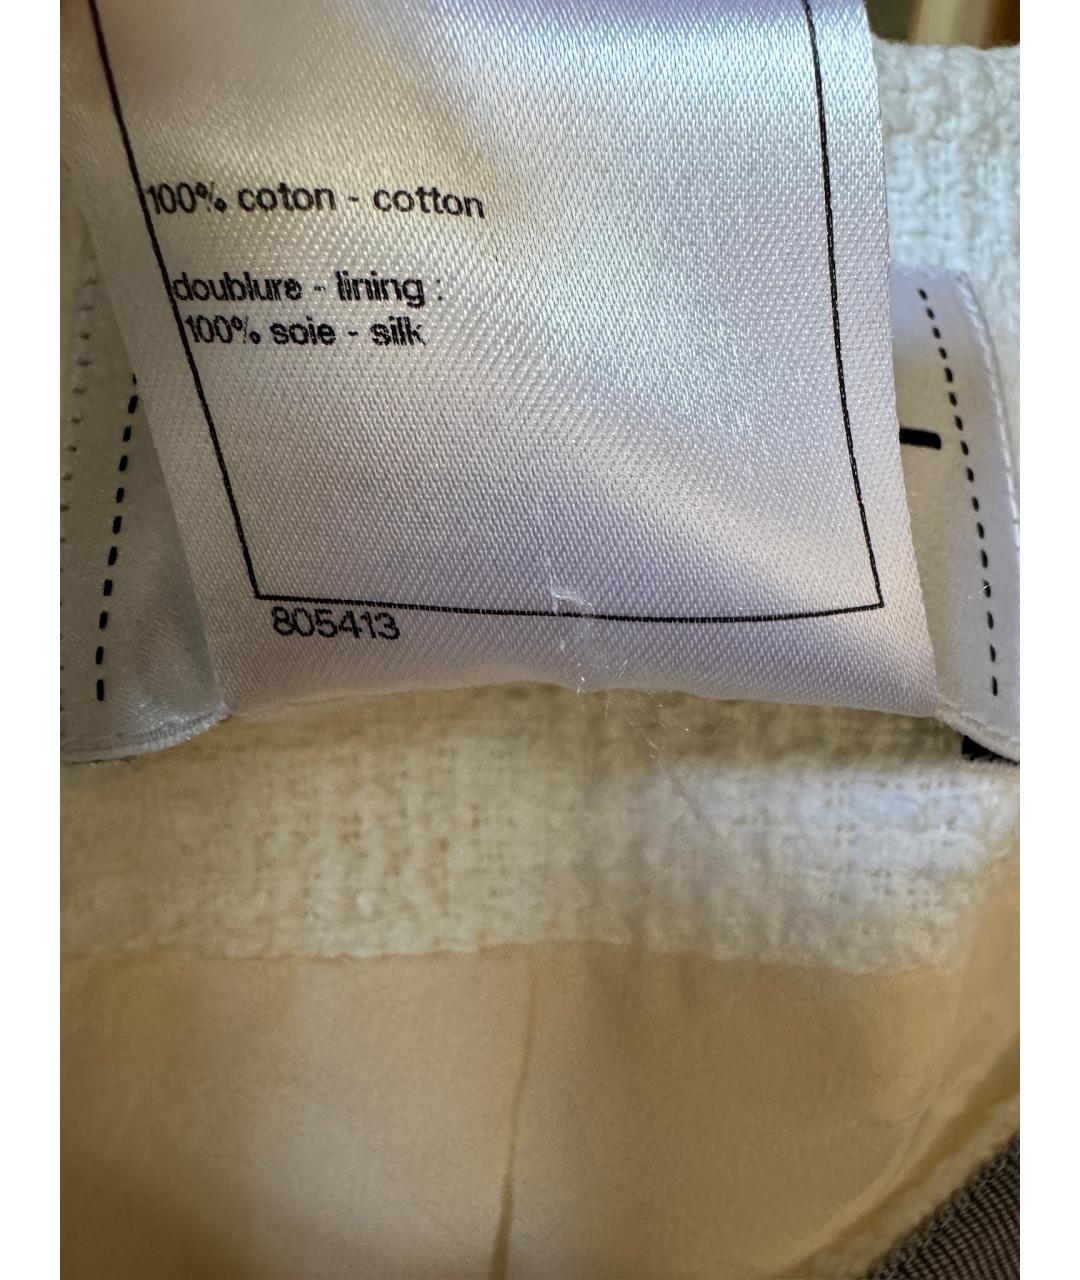 100% coton - cotton
doublure - lining :
100% soie - silk
805413